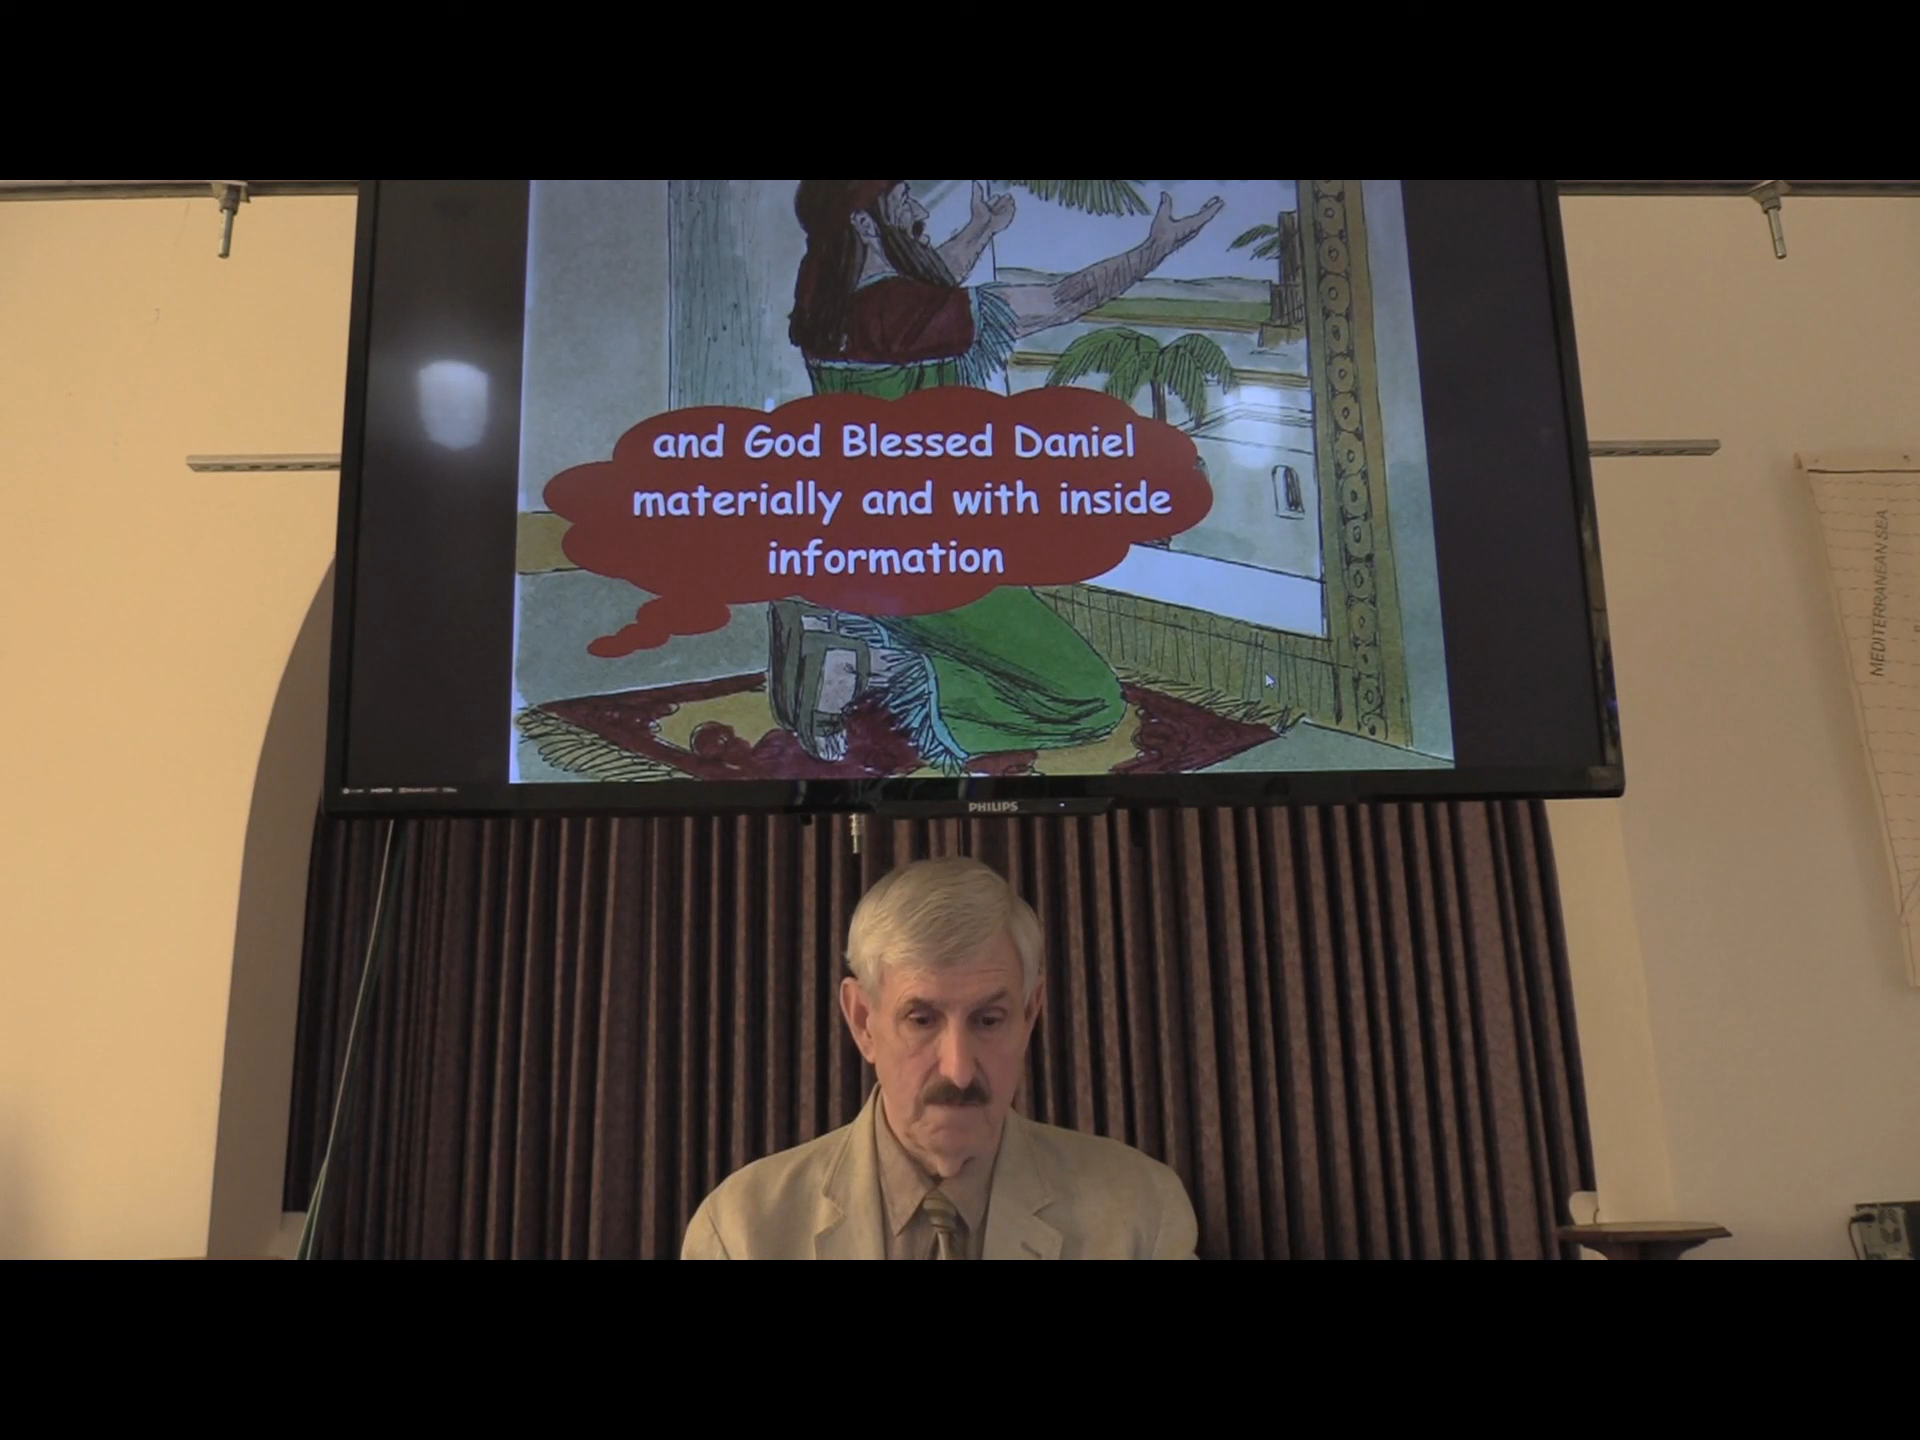 and God Blessed Daniel
materially and with inside
information
MEDITERRANEAN SEA
PHILIPS